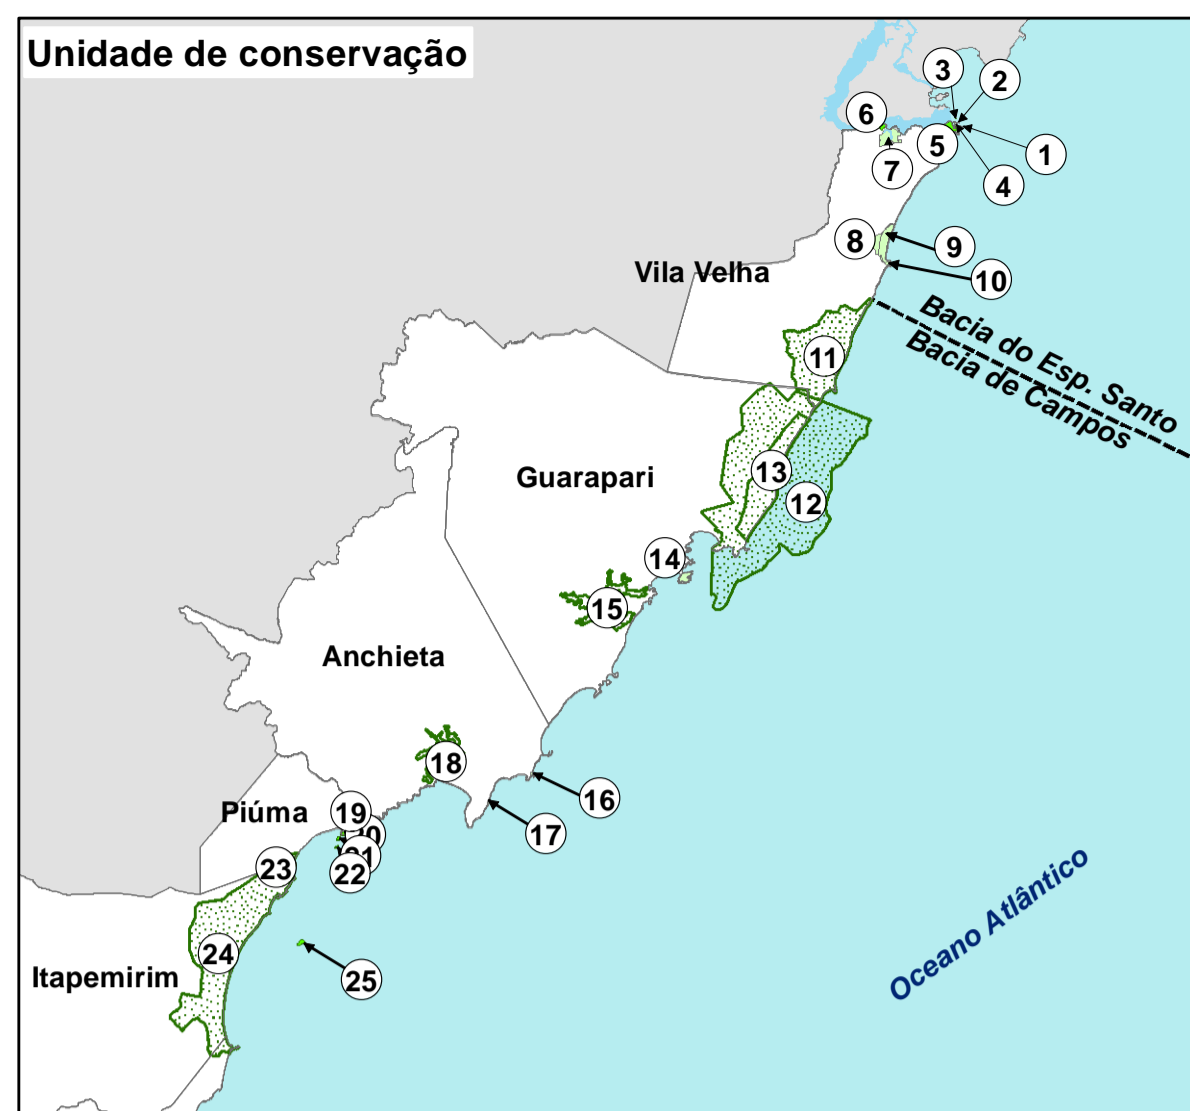 Unidade de conservação
3
2
6
5
1
7
4
8
9
Vila Velha
10
Bacia do Esp. Santo
Bacia de Campos
11
Guarapari
13
12
14
15
Anchieta
18
16
Piúma
19
17
20
21
22
23
24
Itapemirim
25
Oceano Atlântico